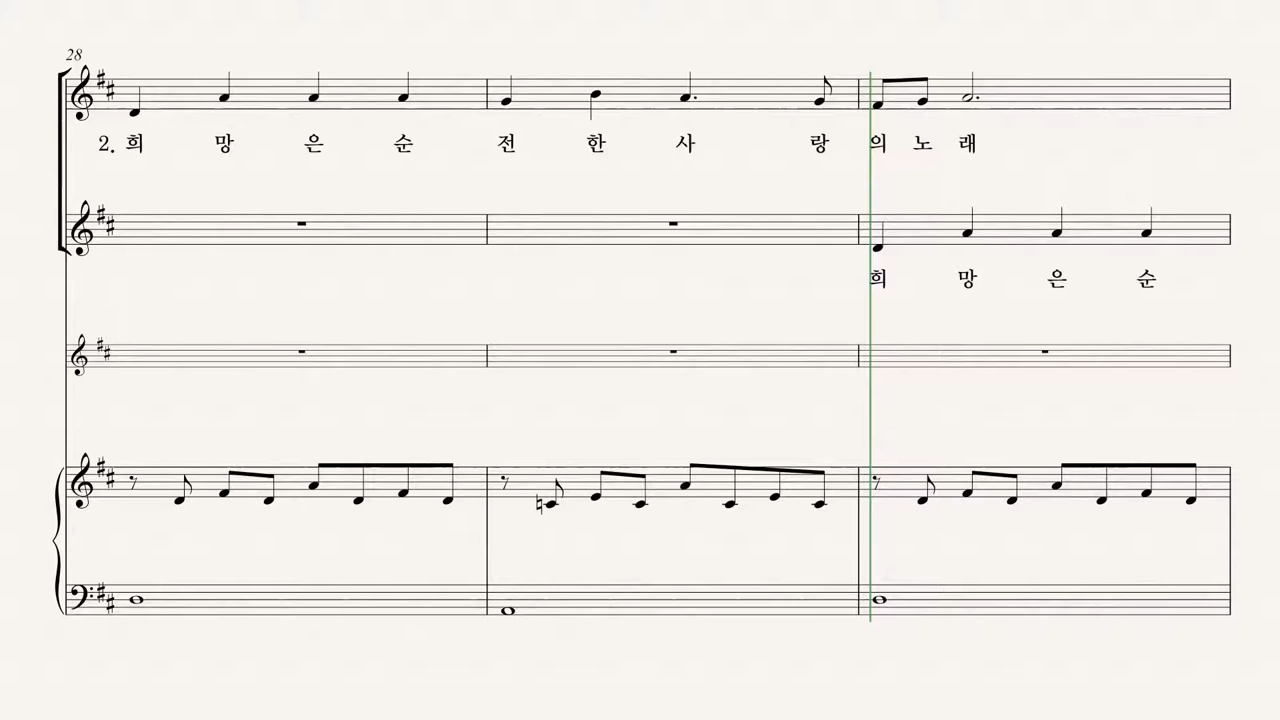 28
2. 희 망 은 순 전 한 사 랑 의 노 래
희 망 은 순